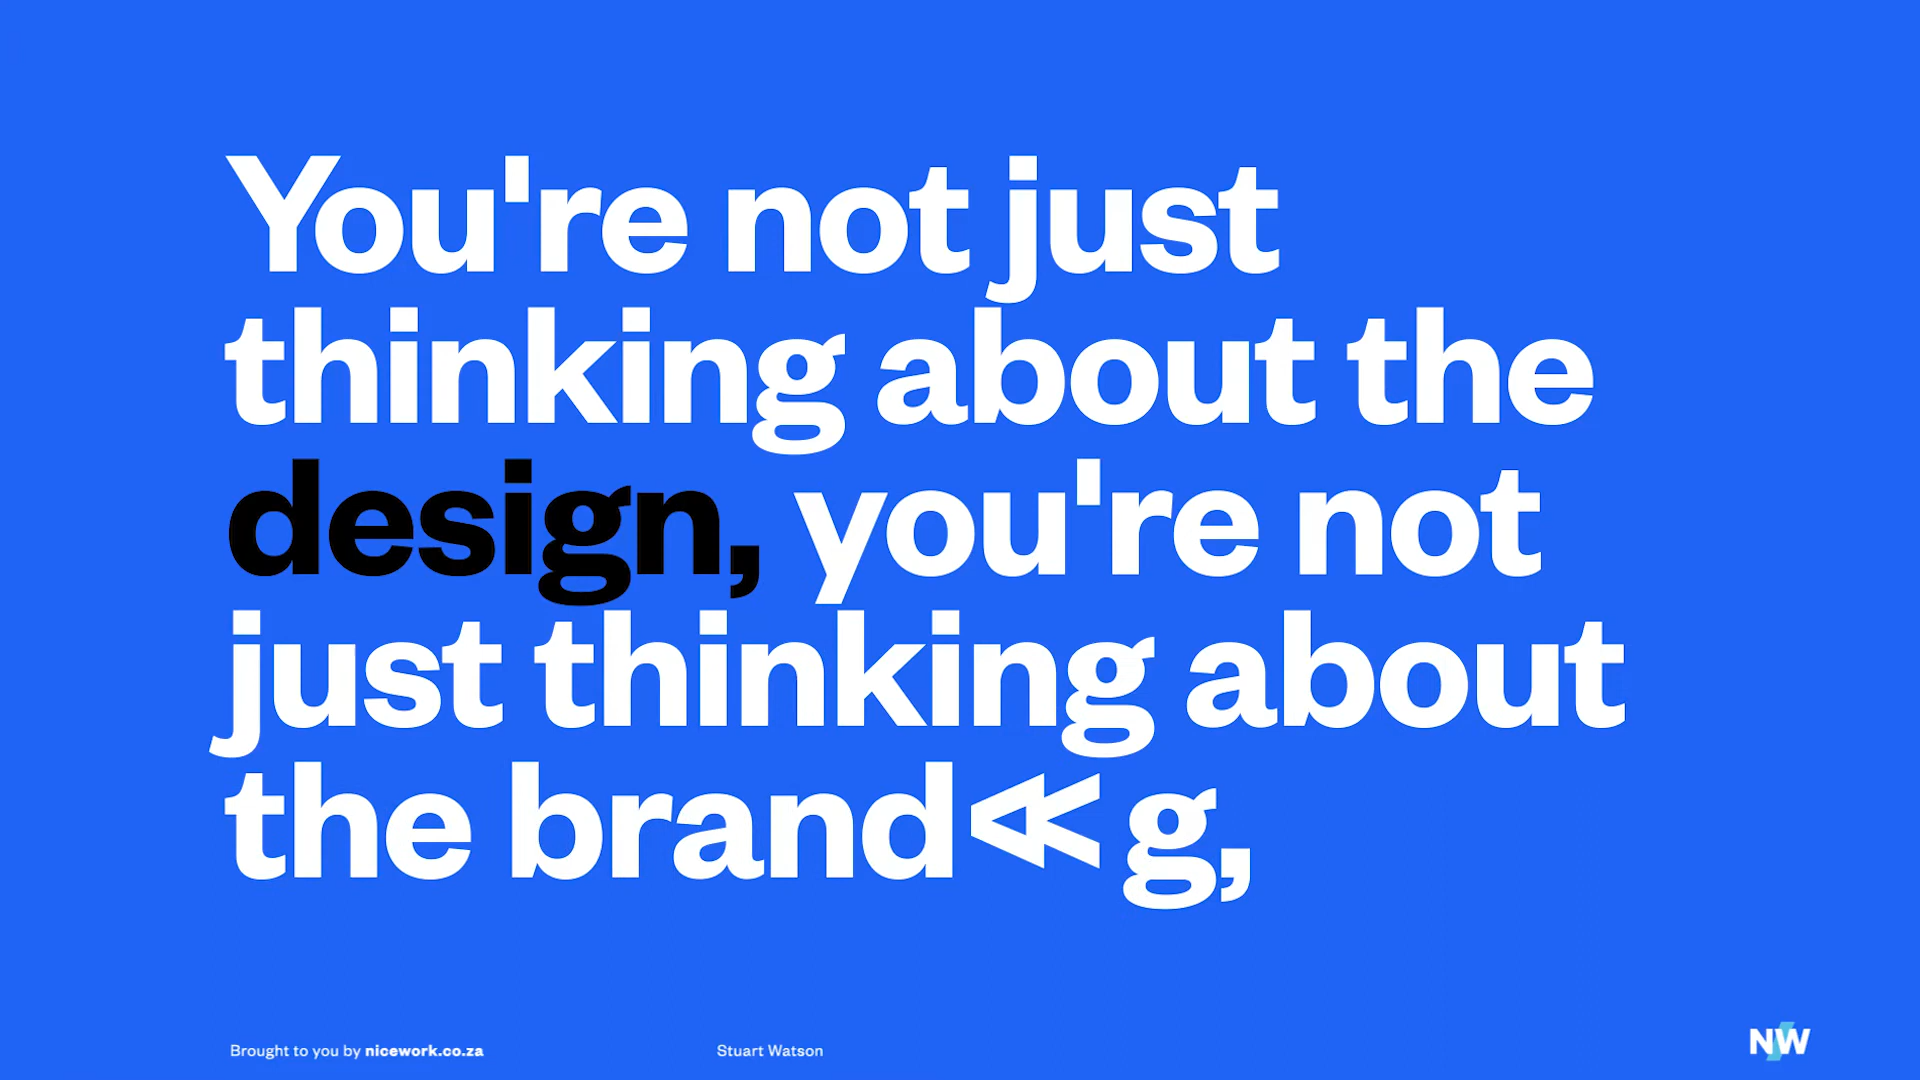 You're not just
thinking about the
design, you're not
just thinking about
the brand≪g,
Brought to you by nicework.co.za
Stuart Watson
NW